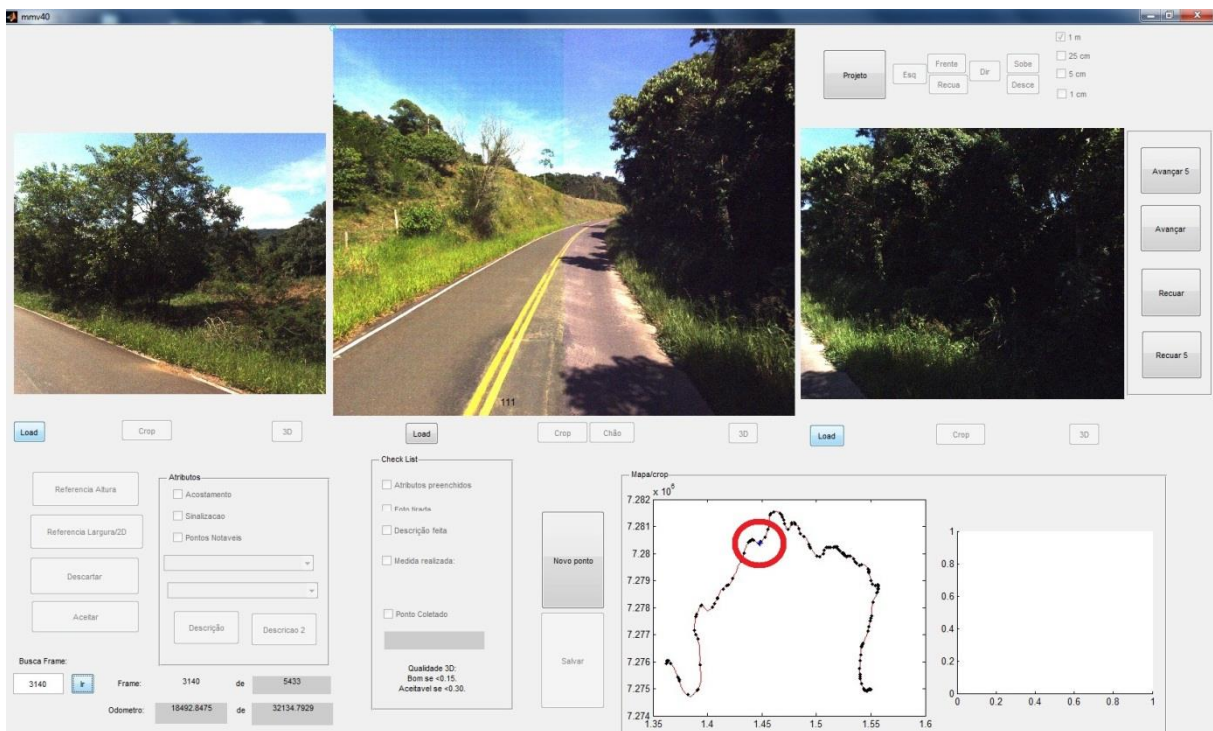 mmv40
Projeto
Esq
Frente
Recua
Dir
Sobe
Desce
1 m
25 cm
5 cm
1 cm
Avançar 5
Avançar
Recuar
Recuar 5
111
Load
Crop
3D
Load
Crop
Chão
3D
Load
Crop
3D
Referencia Altura
Referencia Largura/2D
Descartar
Aceitar
Atributos
Acostamento
Sinalizacao
Pontos Notaveis
Descrição
Descricao 2
Busca Frame:
3140
Ir
Frame:
3140
de
5433
Odometro:
18492.8475
de
32134.7929
Check List
Atributos preenchidos
Foto tirada
Descrição feita
Medida realizada:
Ponto Coletado
Qualidade 3D:
Bom se <0.15.
Aceitavel se <0.30.
Novo ponto
Salvar
Mapa/crop
x 10⁶
7.282
7.281
7.28
7.279
7.278
7.277
7.276
7.275
7.274
1.35
1.4
1.45
1.5
1.55
1.6
1
0.8
0.6
0.4
0.2
0
0
0.2
0.4
0.6
0.8
1